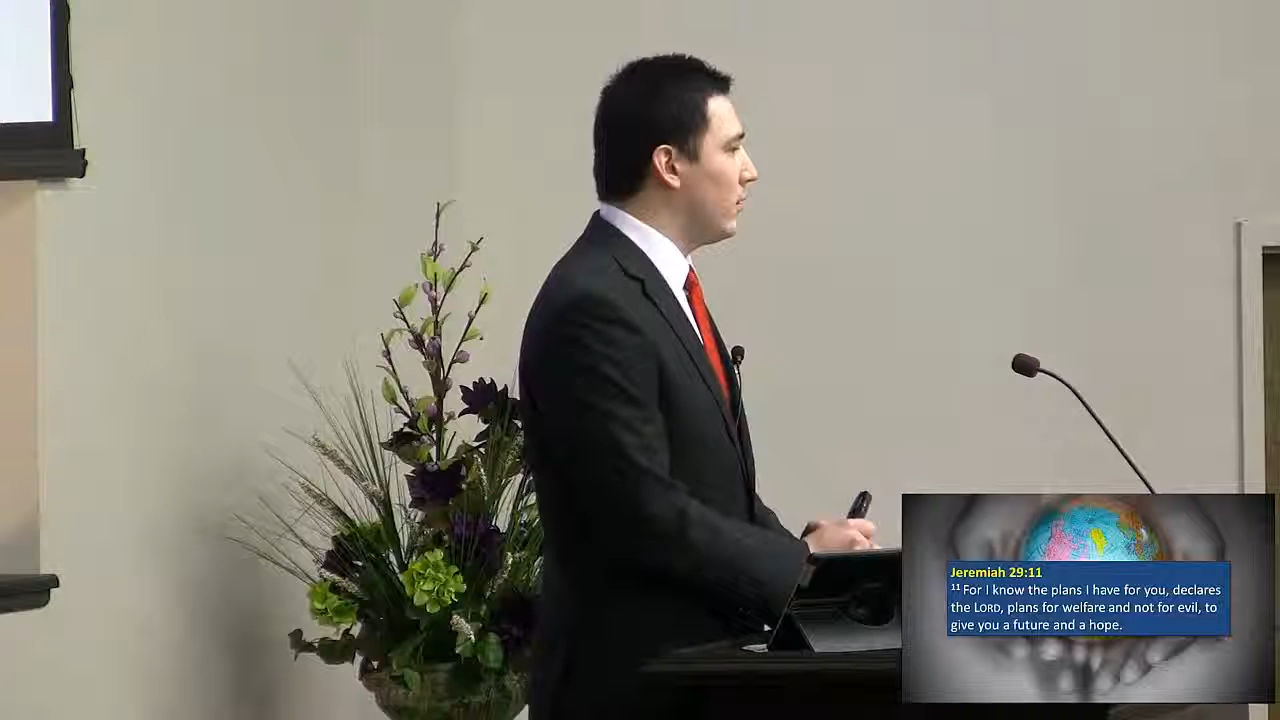 Jeremiah 29:11
11 For I know the plans I have for you, declares
the LORD, plans for welfare and not for evil, to
give you a future and a hope.